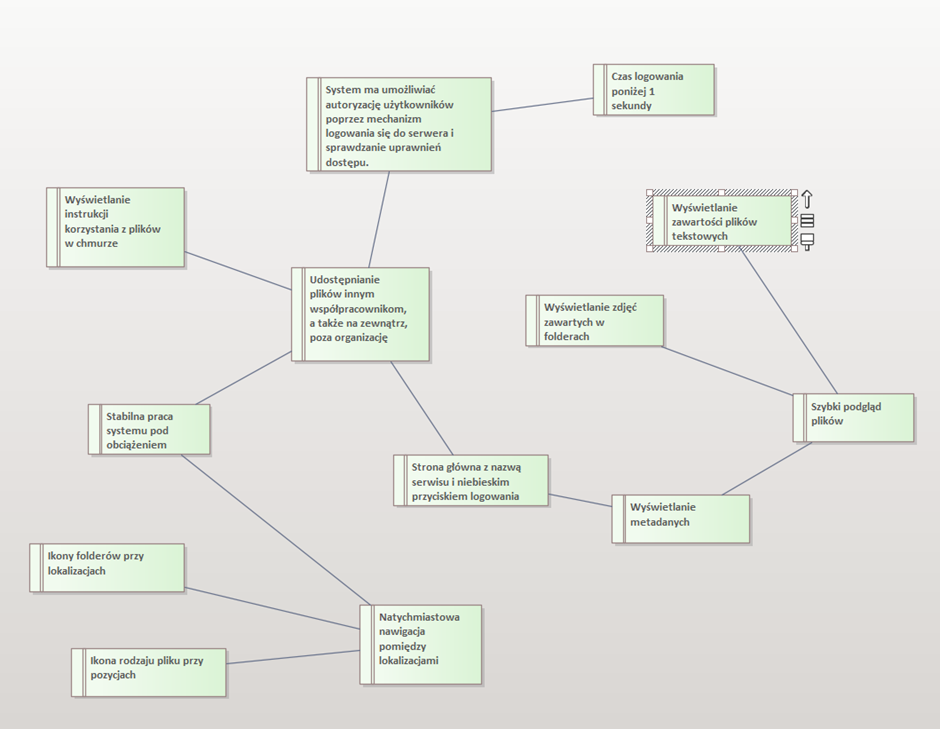 System ma umożliwiać
autoryzację użytkowników
poprzez mechanizm
logowania się do serwera i
sprawdzanie uprawnień
dostępu.
Czas logowania
poniżej 1
sekundy
Wyświetlanie
instrukcji
korzystania z plików
w chmurze
Wyświetlanie
zawartości plików
tekstowych
Udostępnianie
plików innym
współpracownikom,
a także na zewnątrz,
poza organizację
Wyświetlanie zdjęć
zawartych w
folderach
Szybki podgląd
plików
Stabilna praca
systemu pod
obciążeniem
Strona główna z nazwą
serwisu i niebieskim
przyciskiem logowania
Wyświetlanie
metadanych
Ikony folderów przy
lokalizacjach
Natychmiastowa
nawigacja
pomiędzy
lokalizacjami
Ikona rodzaju pliku przy
pozycjach